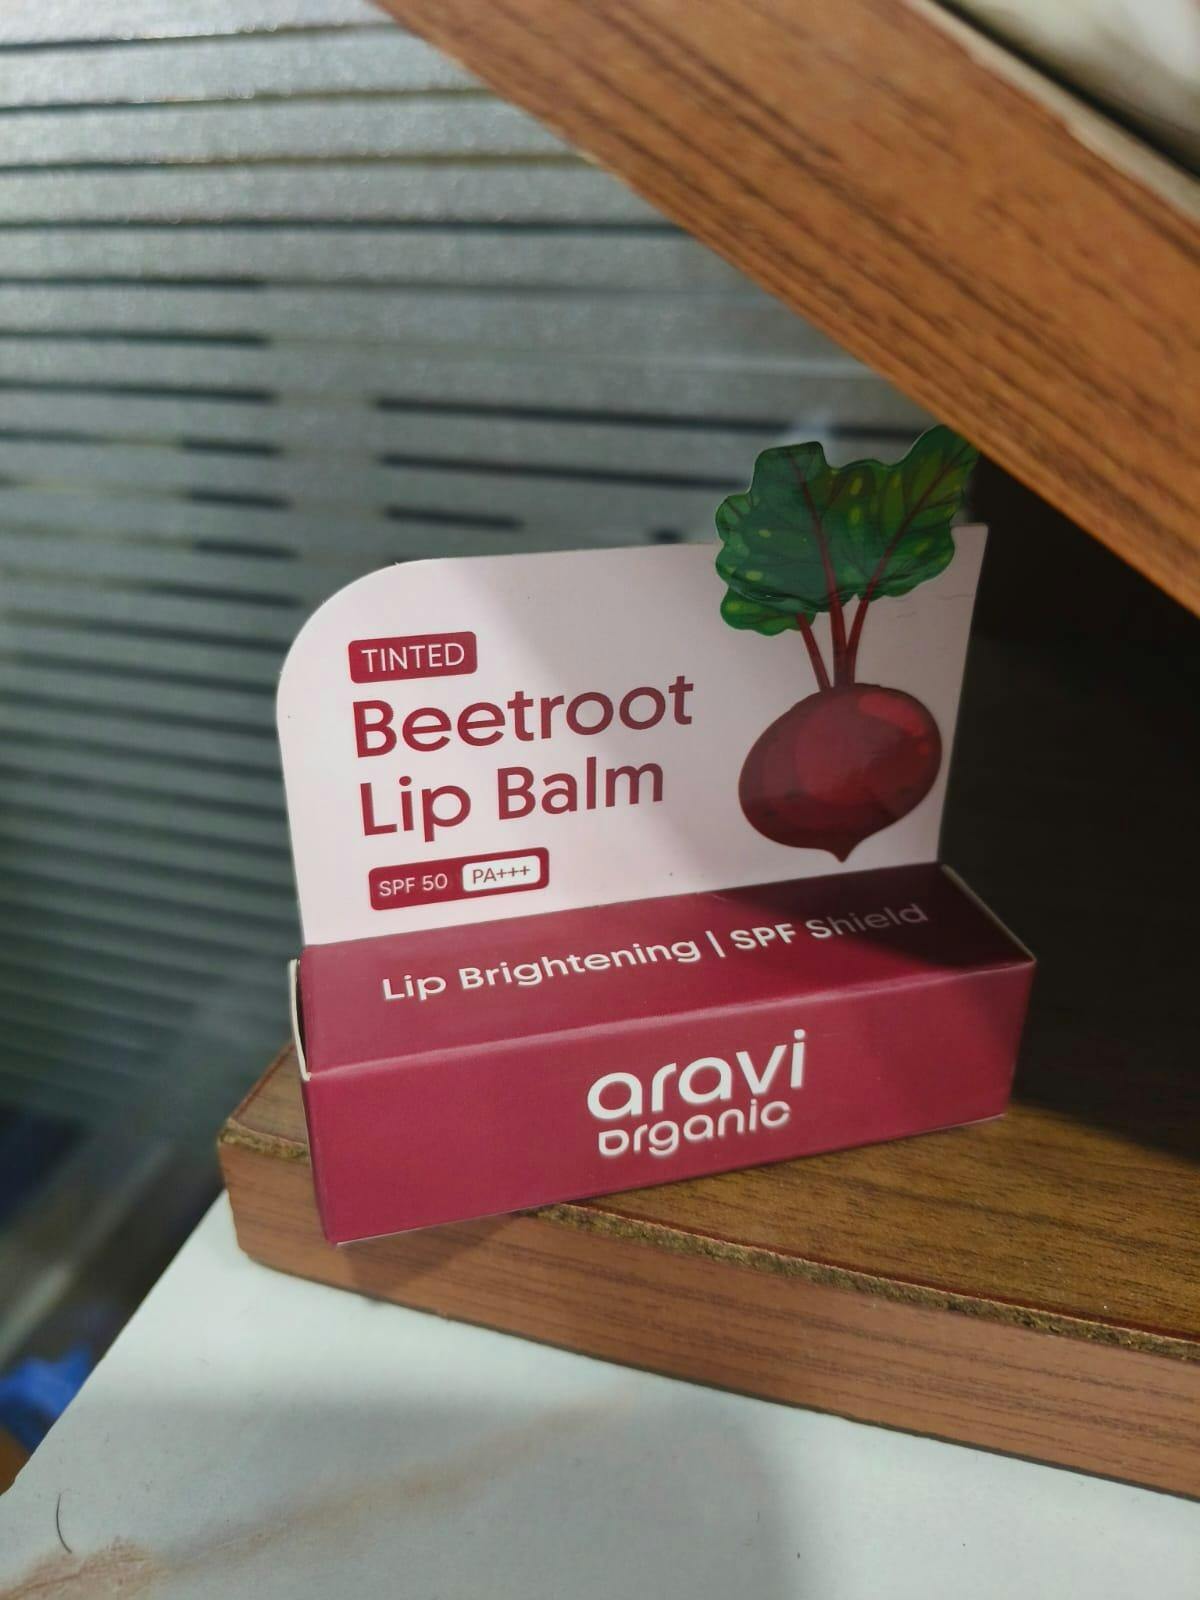 TINTED
Beetroot
Lip Balm
SPF 50 PA+++
Lip Brightening | SPF Shield
aravi
organic